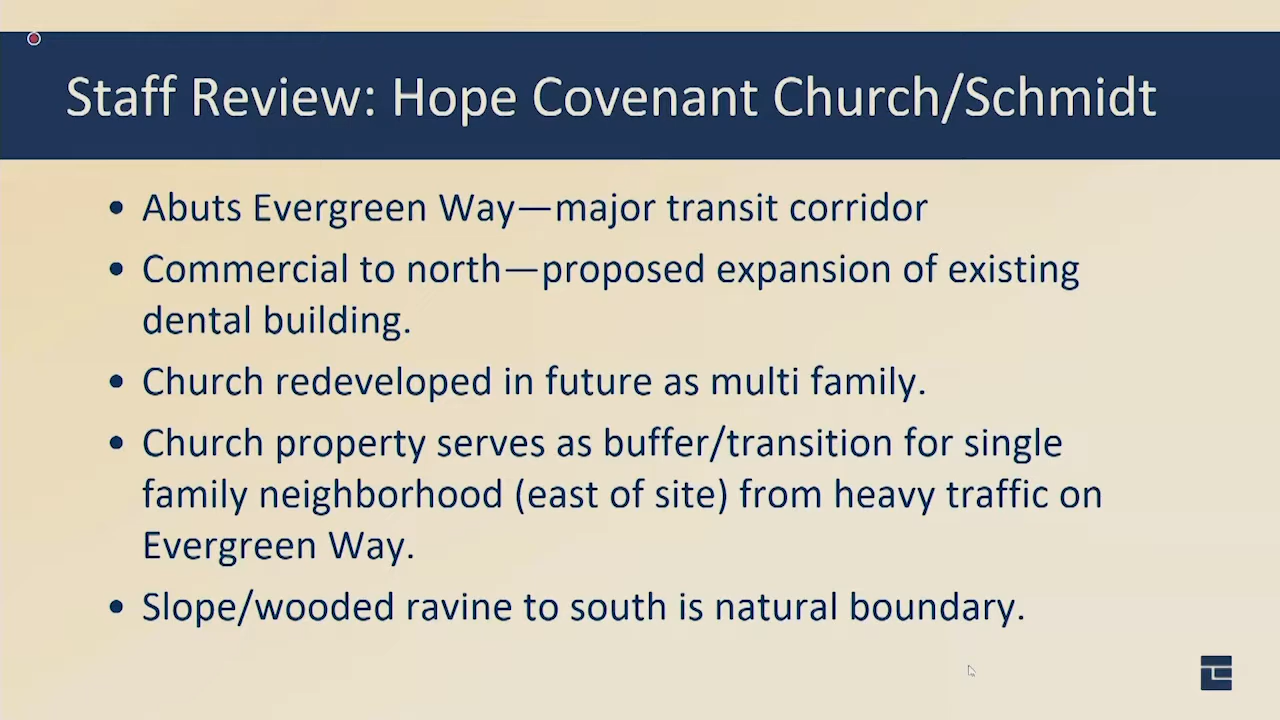 Staff Review: Hope Covenant Church/Schmidt
• Abuts Evergreen Way—major transit corridor
• Commercial to north—proposed expansion of existing
dental building.
• Church redeveloped in future as multi family.
• Church property serves as buffer/transition for single
family neighborhood (east of site) from heavy traffic on
Evergreen Way.
• Slope/wooded ravine to south is natural boundary.